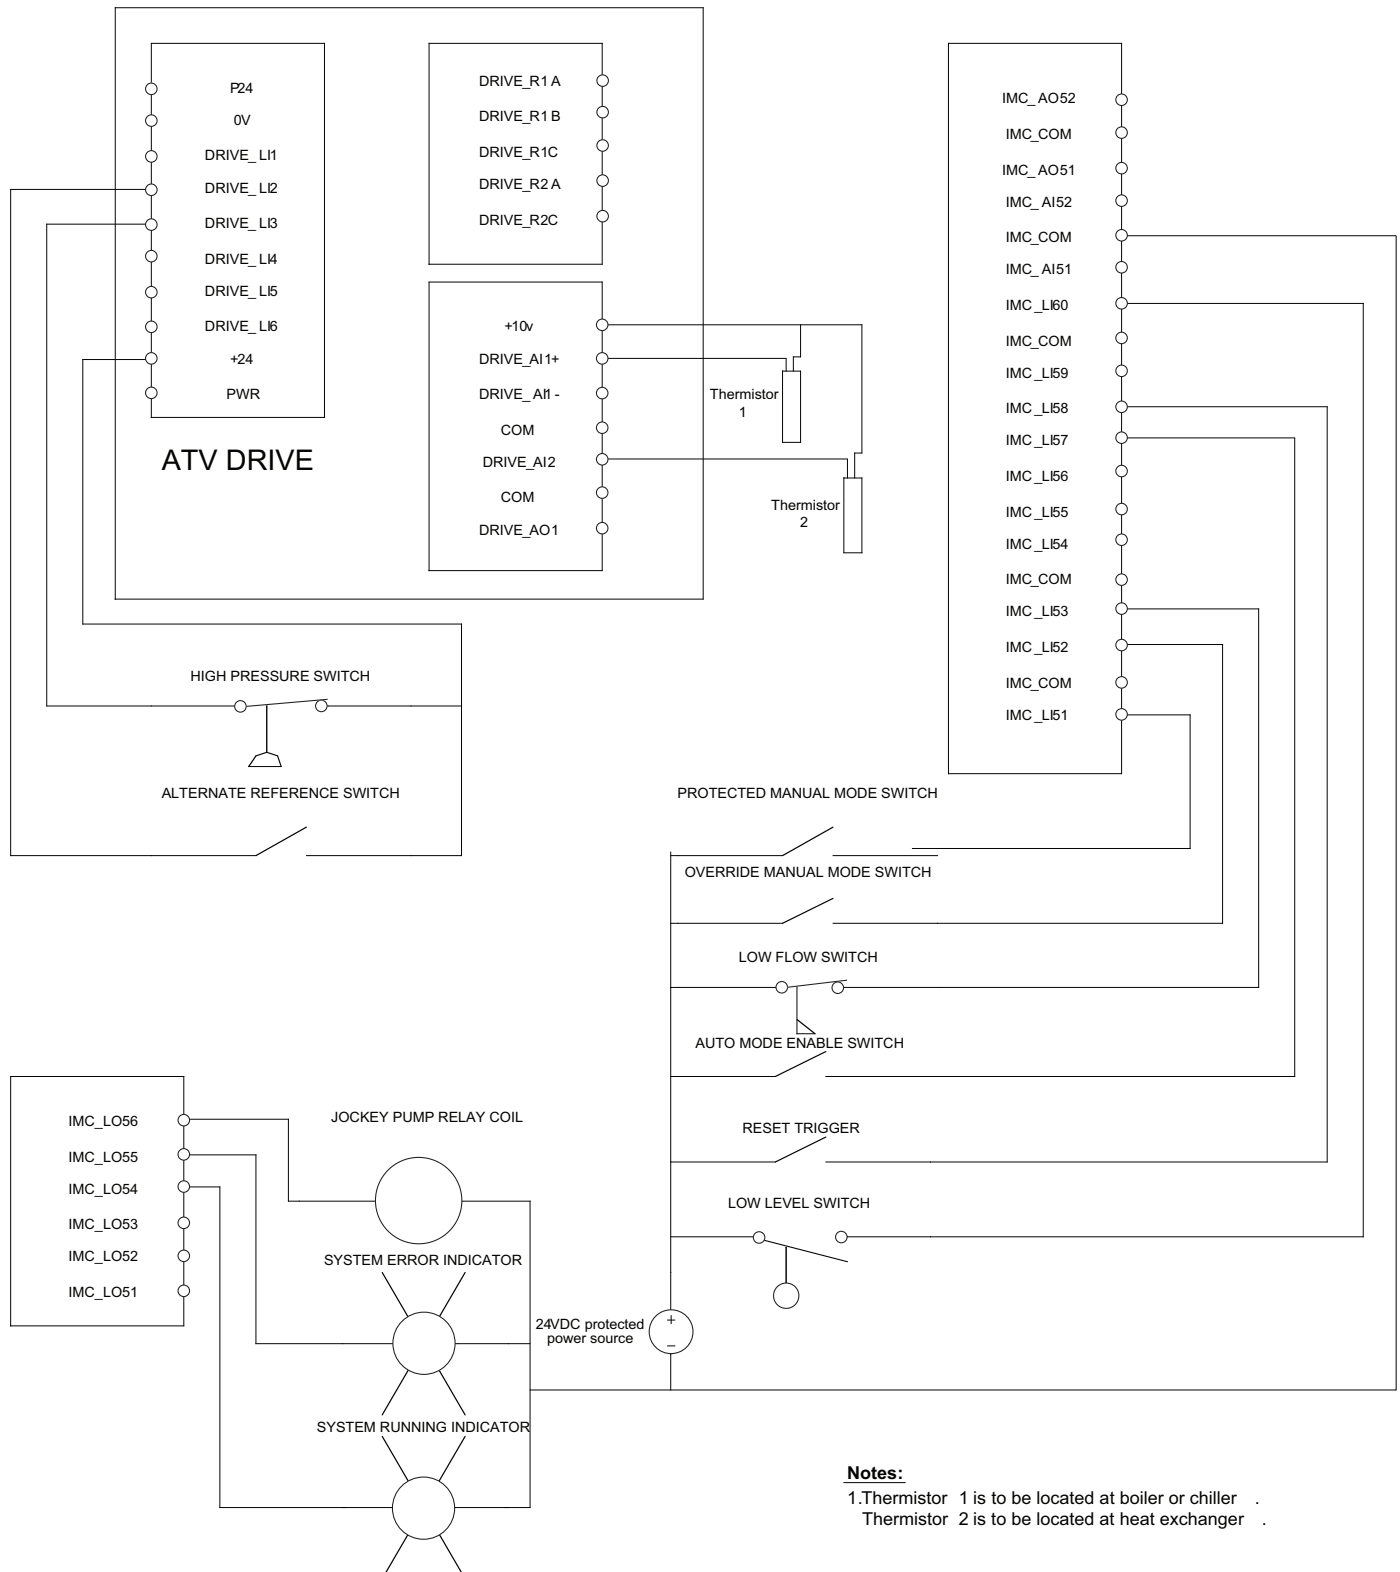 P24
0V
DRIVE_LI1
DRIVE_LI2
DRIVE_LI3
DRIVE_LI4
DRIVE_LI5
DRIVE_LI6
+24
PWR
ATV DRIVE
DRIVE_R1A
DRIVE_R1B
DRIVE_R1C
DRIVE_R2A
DRIVE_R2C
+10v
DRIVE_AI1+
DRIVE_AI1-
COM
DRIVE_AI2
COM
DRIVE_AO1
Thermistor
1
Thermistor
2
IMC_AO52
IMC_COM
IMC_AO51
IMC_AI52
IMC_COM
IMC_AI51
IMC_LI60
IMC_COM
IMC_LI59
IMC_LI58
IMC_LI57
IMC_LI56
IMC_LI55
IMC_LI54
IMC_COM
IMC_LI53
IMC_LI52
IMC_COM
IMC_LI51
HIGH PRESSURE SWITCH
ALTERNATE REFERENCE SWITCH
PROTECTED MANUAL MODE SWITCH
OVERRIDE MANUAL MODE SWITCH
LOW FLOW SWITCH
AUTO MODE ENABLE SWITCH
RESET TRIGGER
LOW LEVEL SWITCH
IMC_LO56
IMC_LO55
IMC_LO54
IMC_LO53
IMC_LO52
IMC_LO51
JOCKEY PUMP RELAY COIL
SYSTEM ERROR INDICATOR
24VDC protected
power source
+
–
SYSTEM RUNNING INDICATOR
Notes:
1.Thermistor 1 is to be located at boiler or chiller .
Thermistor 2 is to be located at heat exchanger .